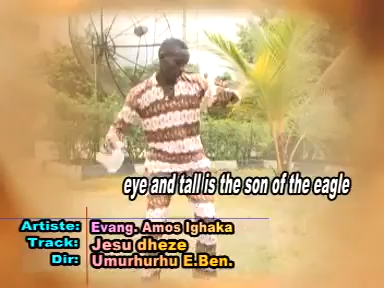 eye and tall is the son of the eagle
Artiste: Evang. Amos Ighaka
Track: Jesu dheze
Dir: Umurhurhu E.Ben.